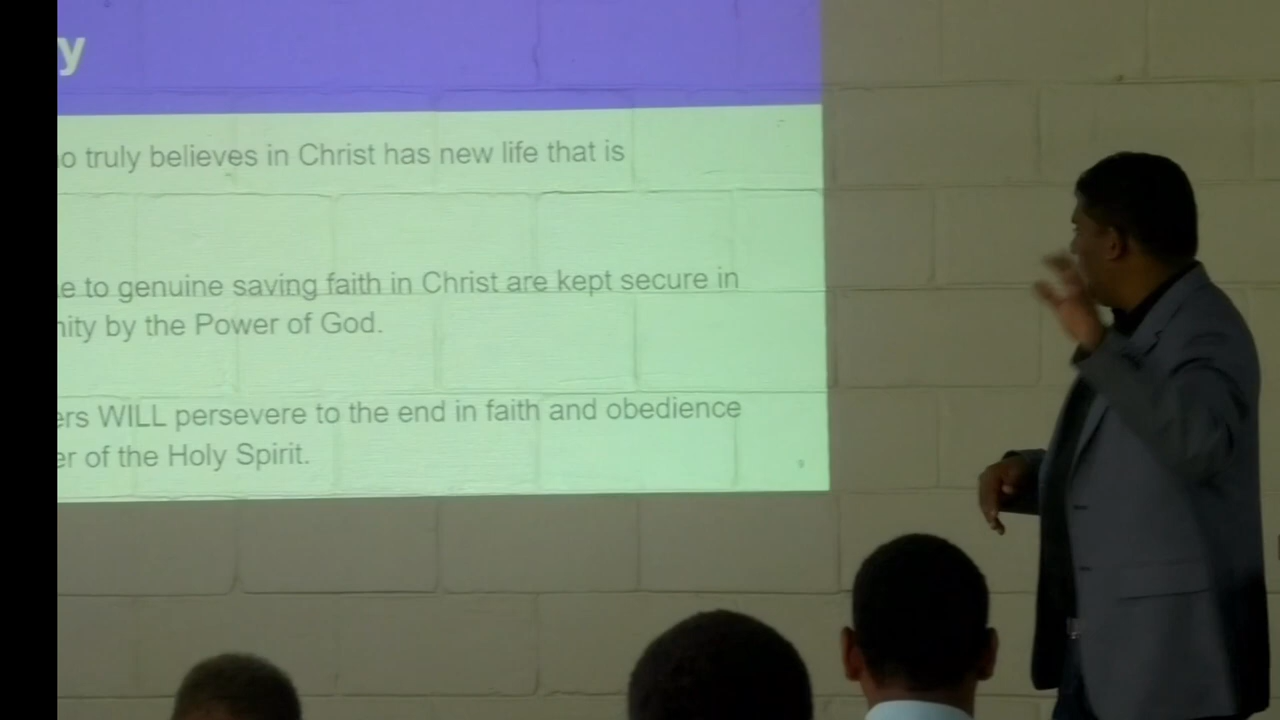 y
o truly believes in Christ has new life that is
e to genuine saving faith in Christ are kept secure in
nity by the Power of God.
ers WILL persevere to the end in faith and obedience
er of the Holy Spirit.
9